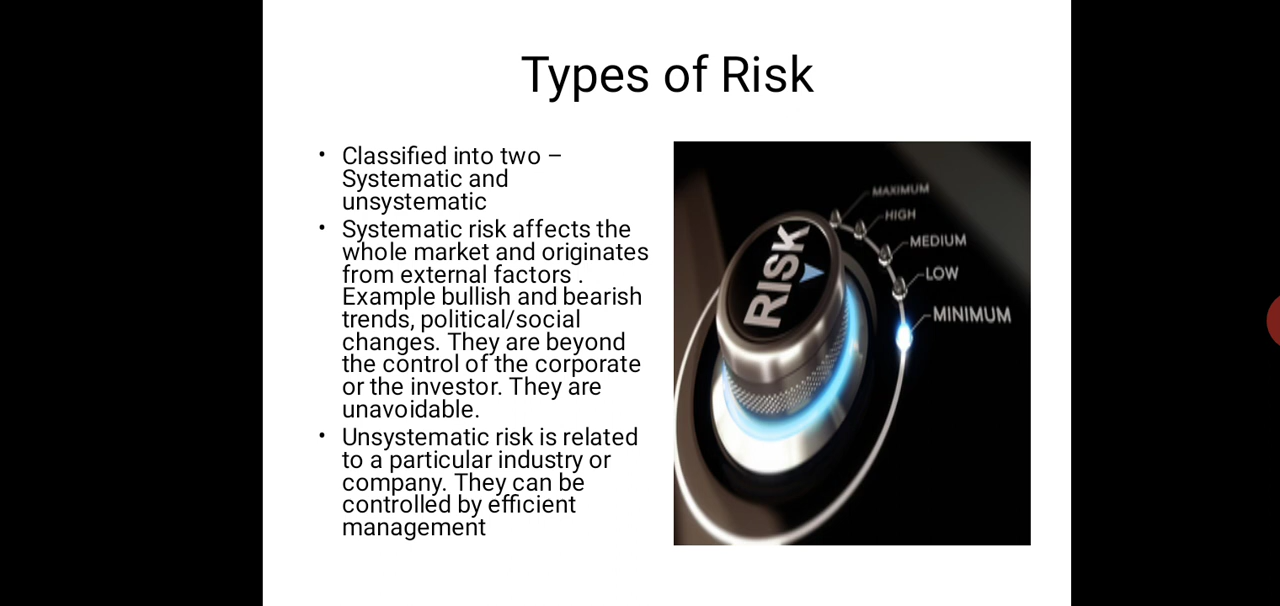 Types of Risk
• Classified into two –
Systematic and
unsystematic
• Systematic risk affects the
whole market and originates
from external factors .
Example bullish and bearish
trends, political/social
changes. They are beyond
the control of the corporate
or the investor. They are
unavoidable.
• Unsystematic risk is related
to a particular industry or
company. They can be
controlled by efficient
management
RISK
MAXIMUM
HIGH
MEDIUM
LOW
MINIMUM